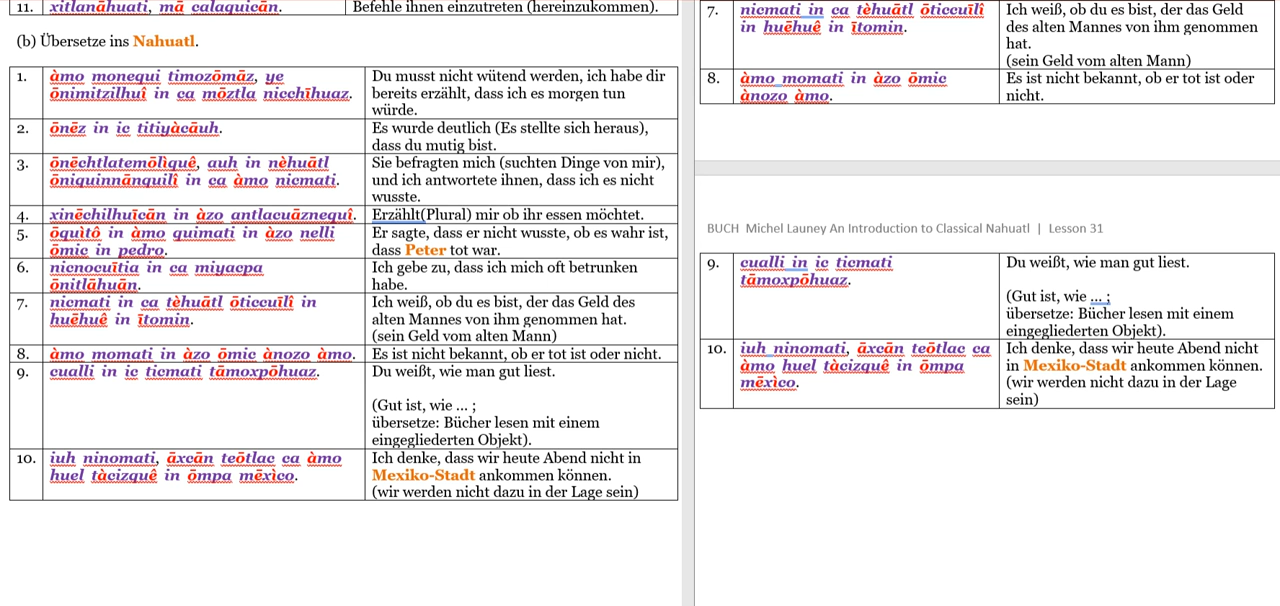 11. xitlanāhuati, mā calaquicān. Befehle ihnen einzutreten (hereinzukommen).
(b) Übersetze ins Nahuatl.
1. àmo monequi timozōmāz, ye Du musst nicht wütend werden, ich habe dir
ōnimitzilhuî in ca mōztla nicchīhuaz. bereits erzählt, dass ich es morgen tun
würde.
2. ōnēz in ic titiyàcāuh. Es wurde deutlich (Es stellte sich heraus),
dass du mutig bist.
3. ōnēchtlatemōlìquê, auh in nèhuātl Sie befragten mich (suchten Dinge von mir),
ōniquinnānquilî in ca àmo nicmati. und ich antwortete ihnen, dass ich es nicht
wusste.
4. xinēchilhuīcān in àzo antlacuāznequî. Erzählt(Plural) mir ob ihr essen möchtet.
5. ōquìtô in àmo quimati in àzo nelli Er sagte, dass er nicht wusste, ob es wahr ist,
ōmic in pedro. dass Peter tot war.
6. nicnocuītia in ca miyacpa Ich gebe zu, dass ich mich oft betrunken
ōnitlāhuān. habe.
7. nicmati in ca tèhuātl ōticcuīlî in Ich weiß, ob du es bist, der das Geld des
huēhuê in ītomin. alten Mannes von ihm genommen hat.
(sein Geld vom alten Mann)
8. àmo momati in àzo ōmic ànozo àmo. Es ist nicht bekannt, ob er tot ist oder nicht.
9. cualli in ic ticmati tāmoxpōhuaz. Du weißt, wie man gut liest.
(Gut ist, wie ... ;
übersetze: Bücher lesen mit einem
eingegliederten Objekt).
10. iuh ninomati, āxcān teōtlac ca àmo Ich denke, dass wir heute Abend nicht in
huel tàcizquê in ōmpa mēxìco. Mexiko-Stadt ankommen können.
(wir werden nicht dazu in der Lage sein)
7. nicmati in ca tèhuātl ōticcuīlî Ich weiß, ob du es bist, der das Geld
in huēhuê in ītomin. des alten Mannes von ihm genommen
hat.
(sein Geld vom alten Mann)
8. àmo momati in àzo ōmic Es ist nicht bekannt, ob er tot ist oder
ànozo àmo. nicht.
BUCH Michel Launey An Introduction to Classical Nahuatl | Lesson 31
9. cualli in ic ticmati Du weißt, wie man gut liest.
tāmoxpōhuaz.
(Gut ist, wie ... ;
übersetze: Bücher lesen mit einem
eingegliederten Objekt).
10. iuh ninomati, āxcān teōtlac ca Ich denke, dass wir heute Abend nicht
àmo huel tàcizquê in ōmpa in Mexiko-Stadt ankommen können.
mēxìco. (wir werden nicht dazu in der Lage
sein)